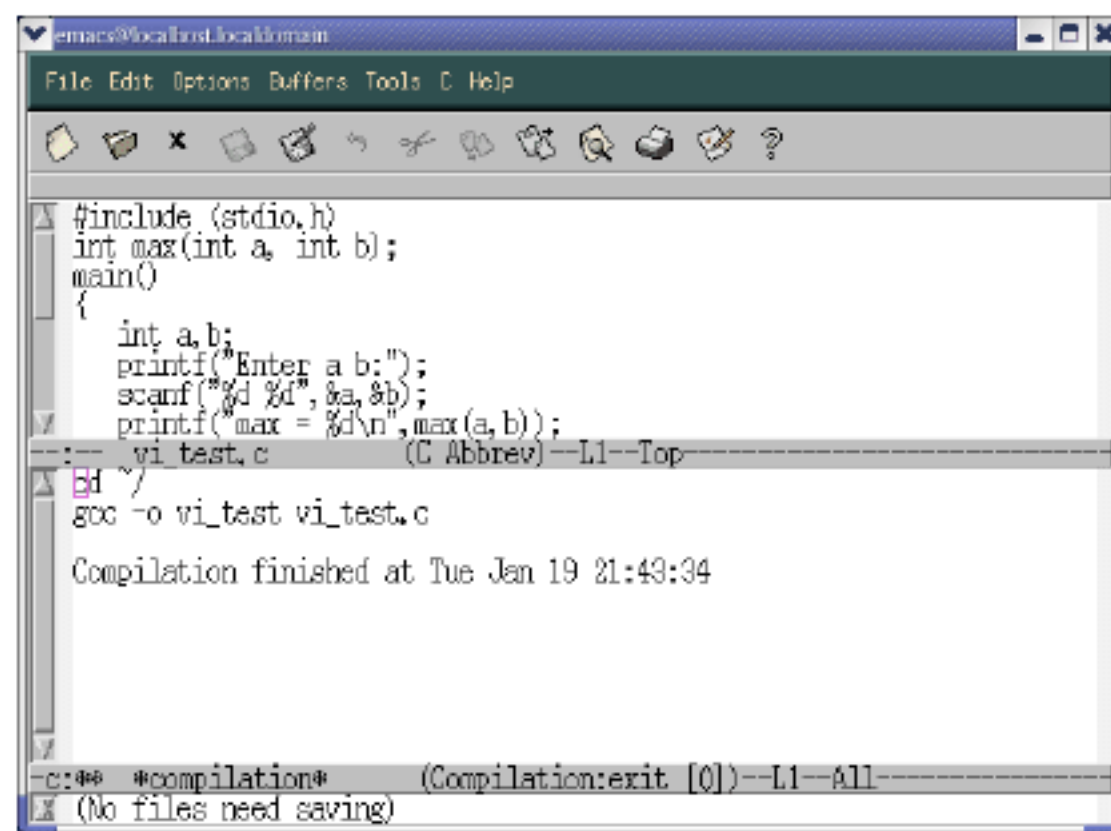 emacs@localhost.localdomain
File Edit Options Buffers Tools C Help
#include (stdio.h)
int max(int a, int b);
main()
{
int a,b;
printf("Enter a b:");
scanf("%d %d",&a,&b);
printf("max = %d\n",max(a,b));
--:-- vi_test.c (C Abbrev)--L1--Top--------------------------
cd ~/
gcc -o vi_test vi_test.c
Compilation finished at Tue Jan 19 21:43:34
-c:** *compilation* (Compilation:exit [0])--L1--All--------------
(No files need saving)